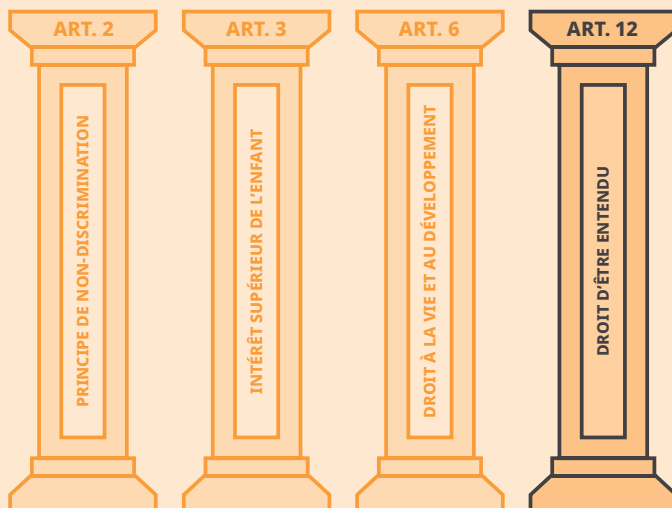 ART. 2
PRINCIPE DE NON-DISCRIMINATION
ART. 3
INTÉRÊT SUPÉRIEUR DE L'ENFANT
ART. 6
DROIT À LA VIE ET AU DÉVELOPPEMENT
ART. 12
DROIT D'ÊTRE ENTENDU